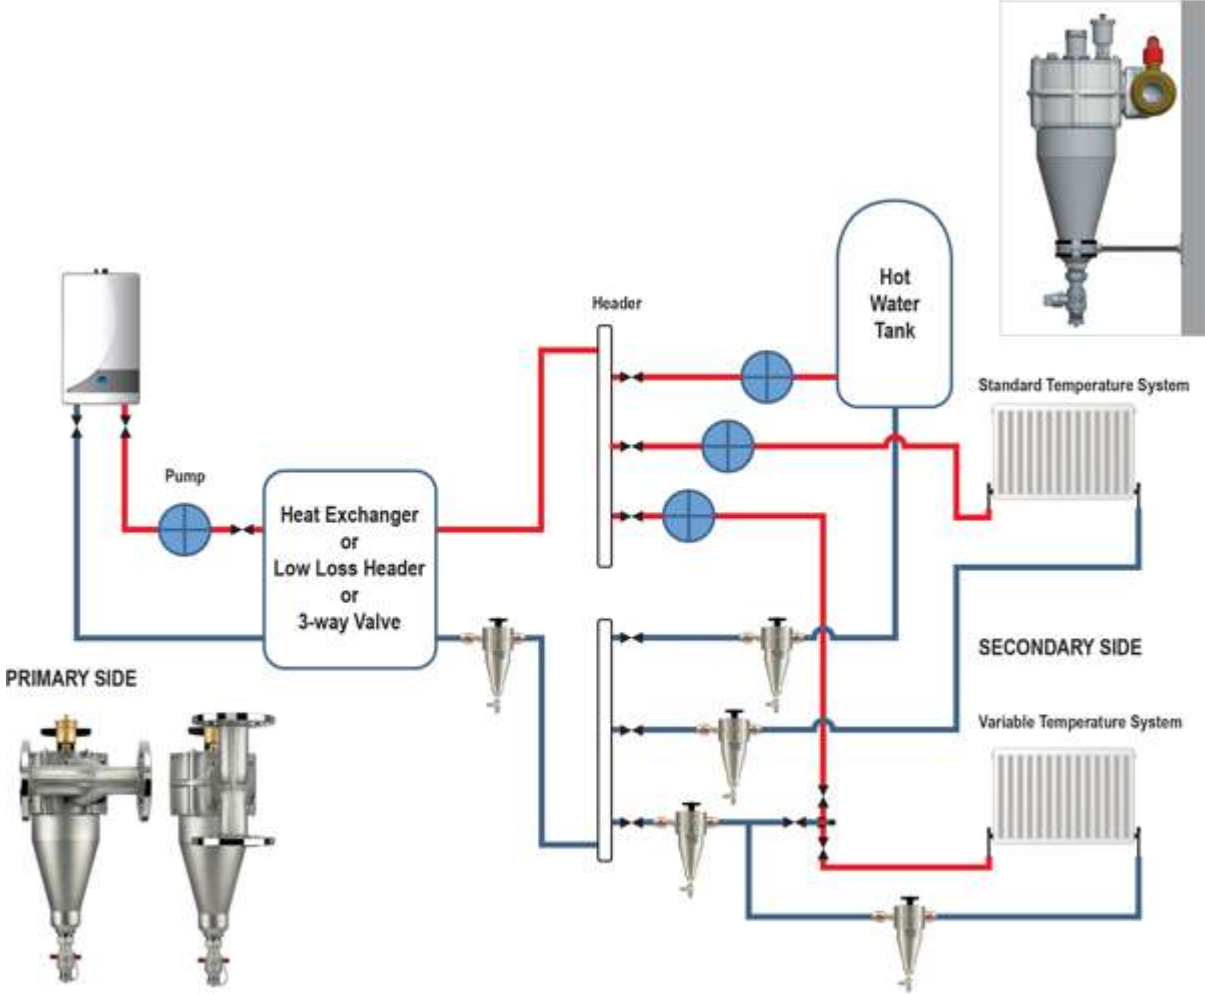 Header
Hot
Water
Tank
Standard Temperature System
Pump
Heat Exchanger
or
Low Loss Header
or
3-way Valve
PRIMARY SIDE
SECONDARY SIDE
Variable Temperature System